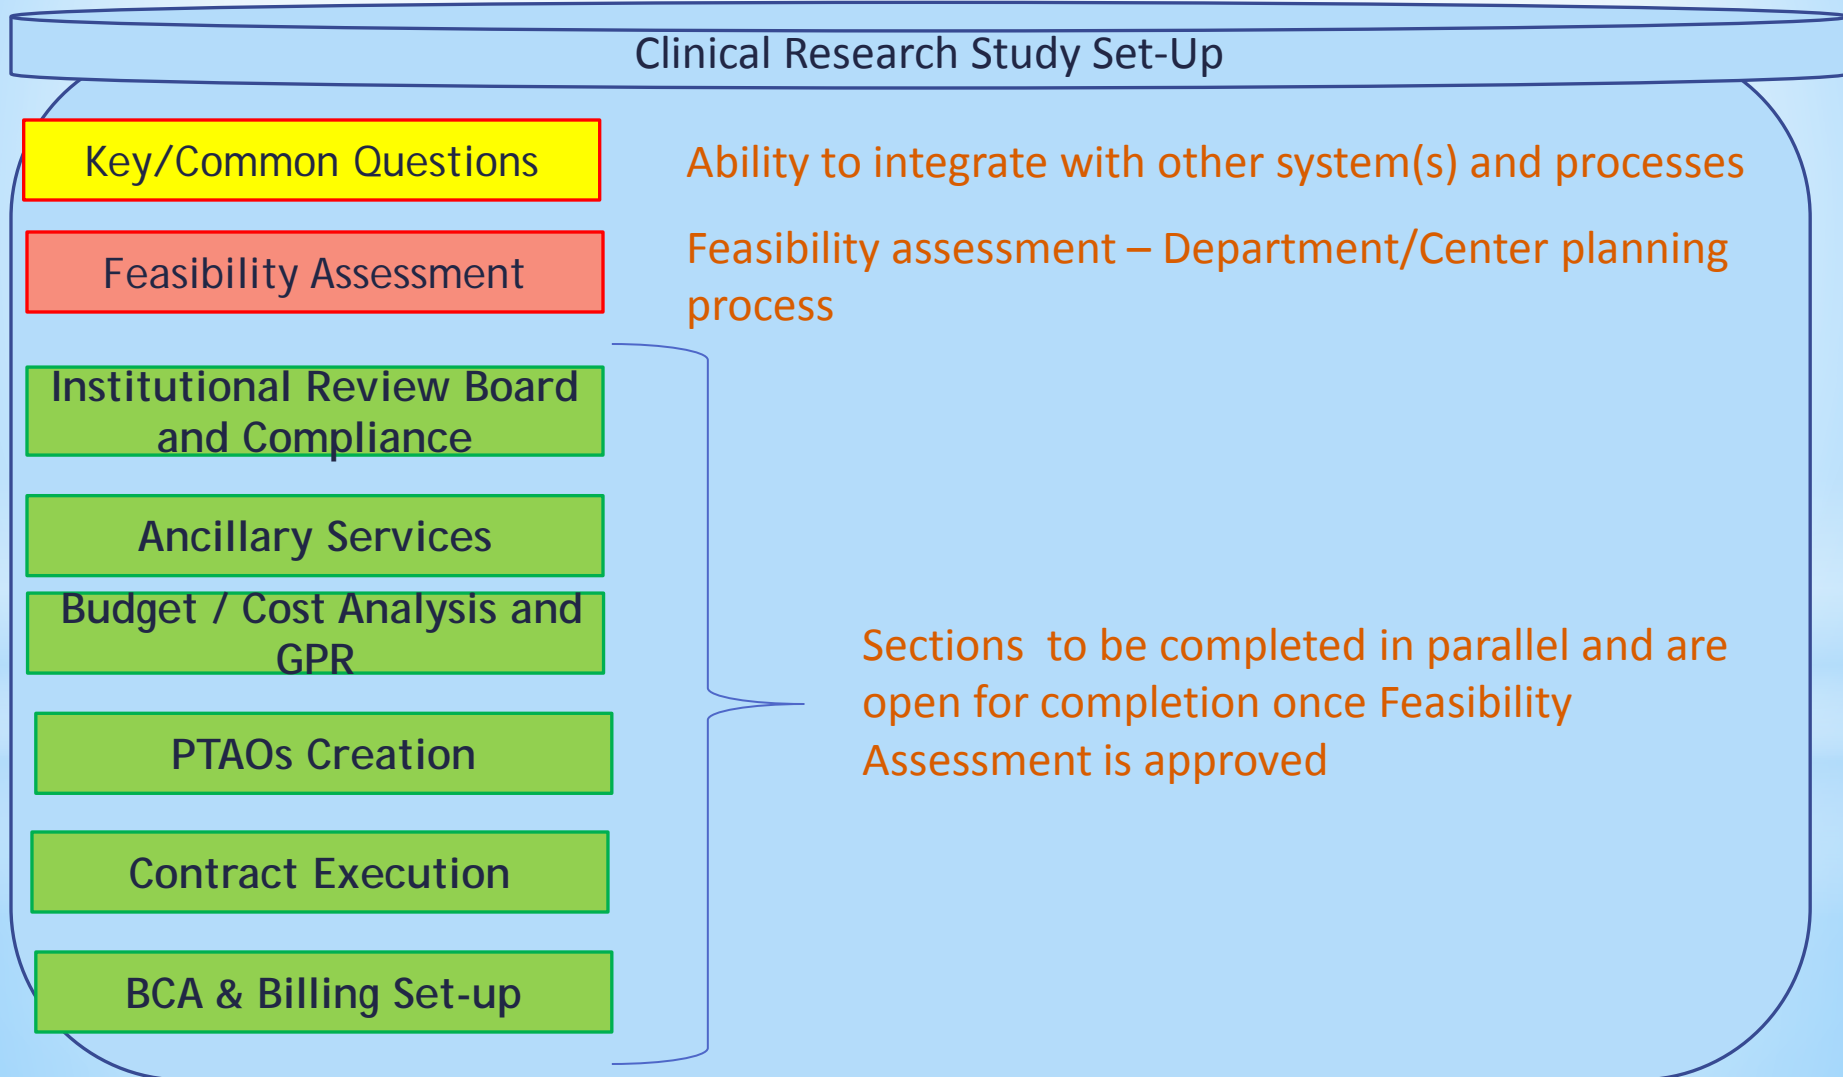 Clinical Research Study Set-Up
Key/Common Questions
Ability to integrate with other system(s) and processes
Feasibility Assessment
Feasibility assessment – Department/Center planning
process
Institutional Review Board
and Compliance
Ancillary Services
Budget / Cost Analysis and
GPR
PTAOs Creation
Contract Execution
BCA & Billing Set-up
Sections  to be completed in parallel and are
open for completion once Feasibility
Assessment is approved